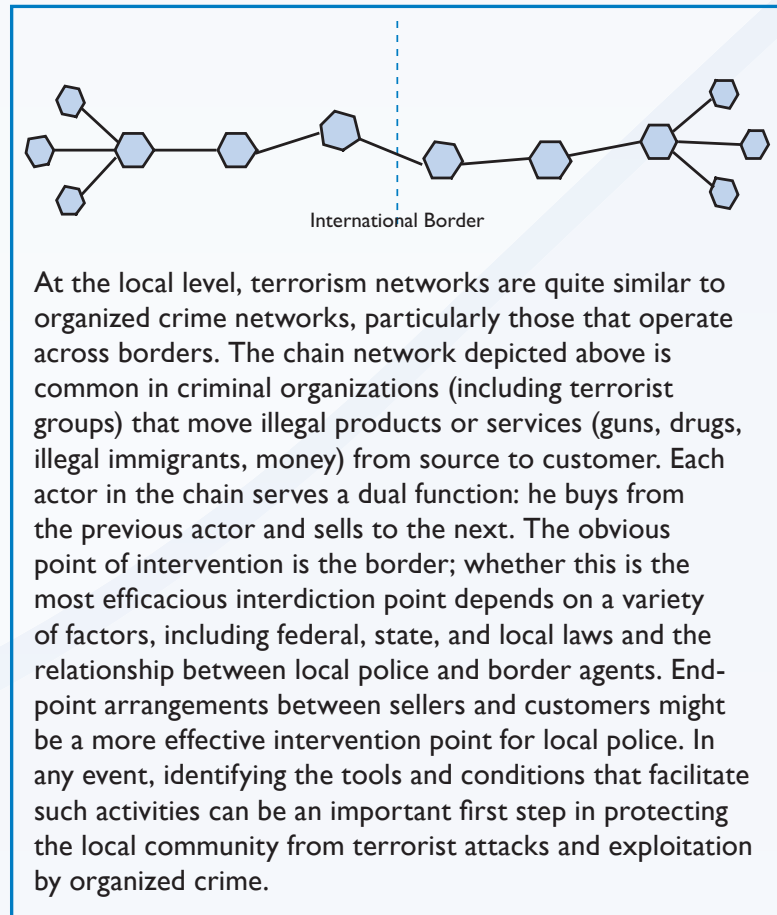 International Border
At the local level, terrorism networks are quite similar to
organized crime networks, particularly those that operate
across borders. The chain network depicted above is
common in criminal organizations (including terrorist
groups) that move illegal products or services (guns, drugs,
illegal immigrants, money) from source to customer. Each
actor in the chain serves a dual function: he buys from
the previous actor and sells to the next. The obvious
point of intervention is the border; whether this is the
most efficacious interdiction point depends on a variety
of factors, including federal, state, and local laws and the
relationship between local police and border agents. End-
point arrangements between sellers and customers might
be a more effective intervention point for local police. In
any event, identifying the tools and conditions that facilitate
such activities can be an important first step in protecting
the local community from terrorist attacks and exploitation
by organized crime.